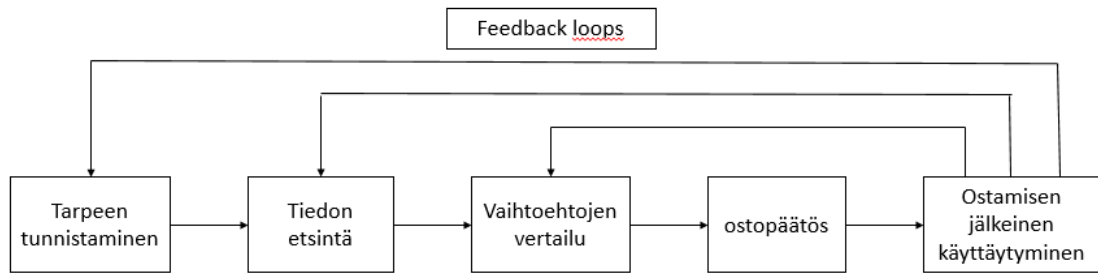 Feedback loops
Tarpeen
tunnistaminen
Tiedon
etsintä
Vaihtoehtojen
vertailu
ostopäätös
Ostamisen
jälkeinen
käyttäytyminen